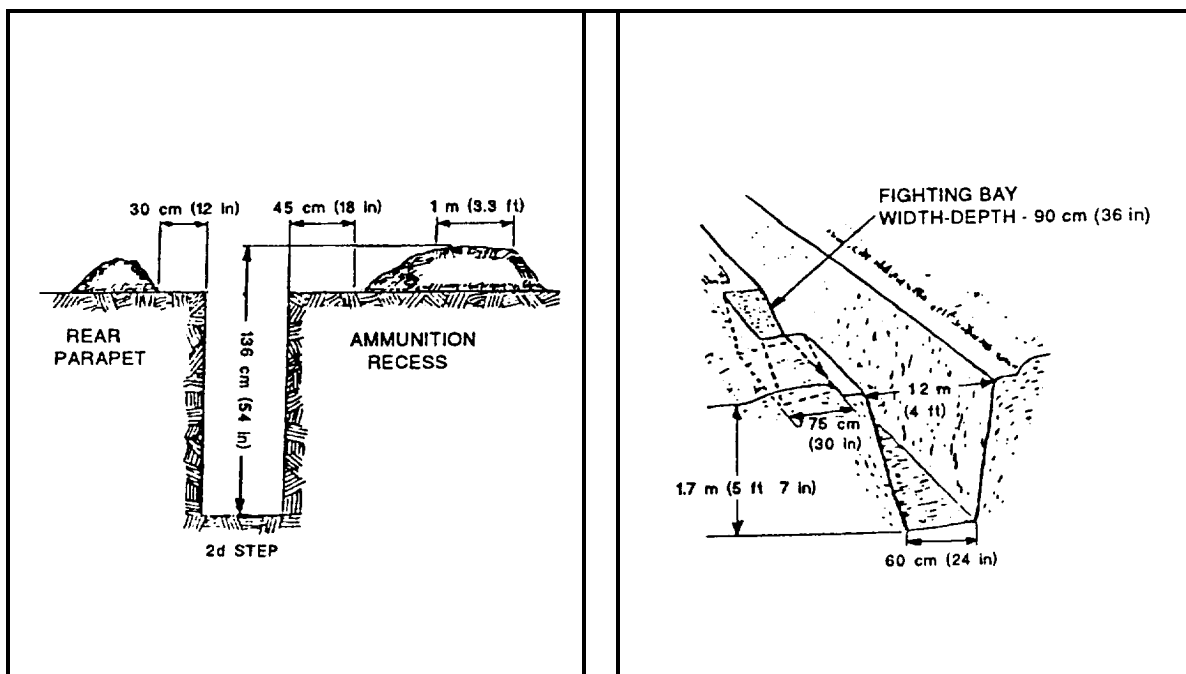 30 cm (12 in)
45 cm (18 in)
1 m (3.3 ft)
136 cm (54 in)
REAR
PARAPET
AMMUNITION
RECESS
2d STEP
FIGHTING BAY
WIDTH-DEPTH - 90 cm (36 in)
12 m
(4 ft)
75 cm
(30 in)
1.7 m (5 ft 7 in)
60 cm (24 in)